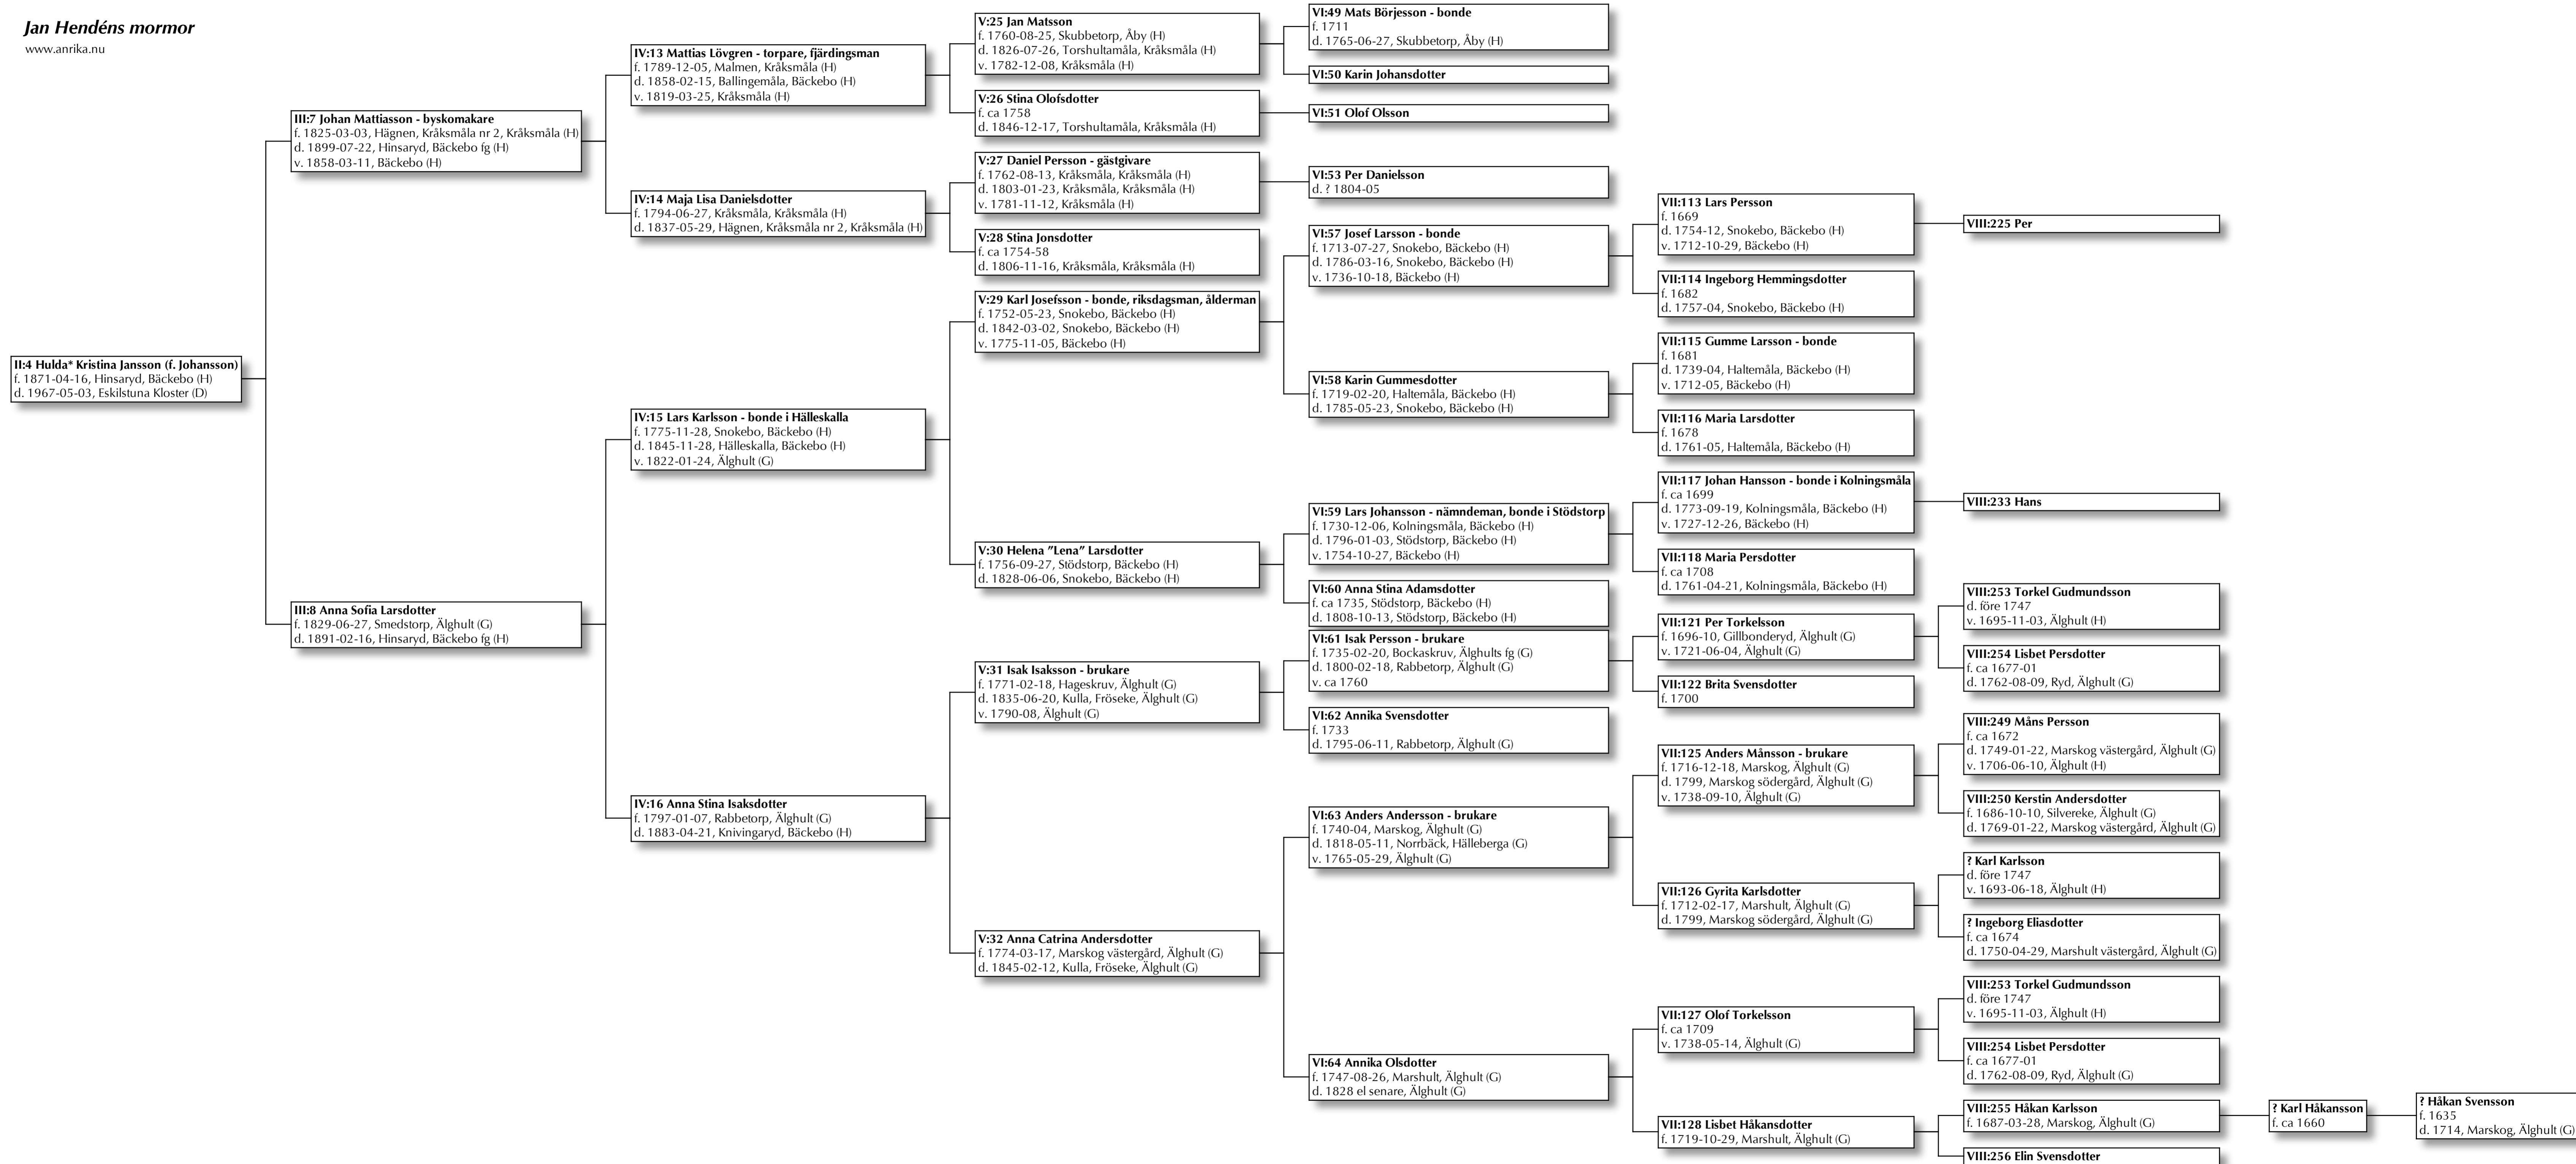 Jan Hendéns mormor
www.anrika.nu
II:4 Hulda* Kristina Jansson (f. Johansson)
f. 1871-04-16, Hinsaryd, Bäckebo (H)
d. 1967-05-03, Eskilstuna Kloster (D)
III:7 Johan Mattiasson - byskomakare
f. 1825-03-03, Hägnen, Kråksmåla nr 2, Kråksmåla (H)
d. 1899-07-22, Hinsaryd, Bäckebo fg (H)
v. 1858-03-11, Bäckebo (H)
III:8 Anna Sofia Larsdotter
f. 1829-06-27, Smedstorp, Älghult (G)
d. 1891-02-16, Hinsaryd, Bäckebo fg (H)
IV:13 Mattias Lövgren - torpare, fjärdingsman
f. 1789-12-05, Malmen, Kråksmåla (H)
d. 1858-02-15, Ballingemåla, Bäckebo (H)
v. 1819-03-25, Kråksmåla (H)
IV:14 Maja Lisa Danielsdotter
f. 1794-06-27, Kråksmåla, Kråksmåla (H)
d. 1837-05-29, Hägnen, Kråksmåla nr 2, Kråksmåla (H)
IV:15 Lars Karlsson - bonde i Hälleskalla
f. 1775-11-28, Snokebo, Bäckebo (H)
d. 1845-11-28, Hälleskalla, Bäckebo (H)
v. 1822-01-24, Älghult (G)
IV:16 Anna Stina Isaksdotter
f. 1797-01-07, Rabbetorp, Älghult (G)
d. 1883-04-21, Knivingaryd, Bäckebo (H)
V:25 Jan Matsson
f. 1760-08-25, Skubbetorp, Åby (H)
d. 1826-07-26, Torshultamåla, Kråksmåla (H)
v. 1782-12-08, Kråksmåla (H)
V:26 Stina Olofsdotter
f. ca 1758
d. 1846-12-17, Torshultamåla, Kråksmåla (H)
V:27 Daniel Persson - gästgivare
f. 1762-08-13, Kråksmåla, Kråksmåla (H)
d. 1803-01-23, Kråksmåla, Kråksmåla (H)
v. 1781-11-12, Kråksmåla (H)
V:28 Stina Jonsdotter
f. ca 1754-58
d. 1806-11-16, Kråksmåla, Kråksmåla (H)
V:29 Karl Josefsson - bonde, riksdagsman, ålderman
f. 1752-05-23, Snokebo, Bäckebo (H)
d. 1842-03-02, Snokebo, Bäckebo (H)
v. 1775-11-05, Bäckebo (H)
V:30 Helena ”Lena” Larsdotter
f. 1756-09-27, Stödstorp, Bäckebo (H)
d. 1828-06-06, Snokebo, Bäckebo (H)
V:31 Isak Isaksson - brukare
f. 1771-02-18, Hageskruv, Älghult (G)
d. 1835-06-20, Kulla, Fröseke, Älghult (G)
v. 1790-08, Älghult (G)
V:32 Anna Catrina Andersdotter
f. 1774-03-17, Marskog västergård, Älghult (G)
d. 1845-02-12, Kulla, Fröseke, Älghult (G)
VI:49 Mats Börjesson - bonde
f. 1711
d. 1765-06-27, Skubbetorp, Åby (H)
VI:50 Karin Johansdotter
VI:51 Olof Olsson
VI:53 Per Danielsson
d. ? 1804-05
VI:57 Josef Larsson - bonde
f. 1713-07-27, Snokebo, Bäckebo (H)
d. 1786-03-16, Snokebo, Bäckebo (H)
v. 1736-10-18, Bäckebo (H)
VI:58 Karin Gummesdotter
f. 1719-02-20, Haltemåla, Bäckebo (H)
d. 1785-05-23, Snokebo, Bäckebo (H)
VI:59 Lars Johansson - nämndeman, bonde i Stödstorp
f. 1730-12-06, Kolningsmåla, Bäckebo (H)
d. 1796-01-03, Stödstorp, Bäckebo (H)
v. 1754-10-27, Bäckebo (H)
VI:60 Anna Stina Adamsdotter
f. ca 1735, Stödstorp, Bäckebo (H)
d. 1808-10-13, Stödstorp, Bäckebo (H)
VI:61 Isak Persson - brukare
f. 1735-02-20, Bockaskruv, Älghults fg (G)
d. 1800-02-18, Rabbetorp, Älghult (G)
v. ca 1760
VI:62 Annika Svensdotter
f. 1733
d. 1795-06-11, Rabbetorp, Älghult (G)
VI:63 Anders Andersson - brukare
f. 1740-04, Marskog, Älghult (G)
d. 1818-05-11, Norrbäck, Hälleberga (G)
v. 1765-05-29, Älghult (G)
VI:64 Annika Olsdotter
f. 1747-08-26, Marshult, Älghult (G)
d. 1828 el senare, Älghult (G)
VII:113 Lars Persson
f. 1669
d. 1754-12, Snokebo, Bäckebo (H)
v. 1712-10-29, Bäckebo (H)
VII:114 Ingeborg Hemmingsdotter
f. 1682
d. 1757-04, Snokebo, Bäckebo (H)
VII:115 Gumme Larsson - bonde
f. 1681
d. 1739-04, Haltemåla, Bäckebo (H)
v. 1712-05, Bäckebo (H)
VII:116 Maria Larsdotter
f. 1678
d. 1761-05, Haltemåla, Bäckebo (H)
VII:117 Johan Hansson - bonde i Kolningsmåla
f. ca 1699
d. 1773-09-19, Kolningsmåla, Bäckebo (H)
v. 1727-12-26, Bäckebo (H)
VII:118 Maria Persdotter
f. ca 1708
d. 1761-04-21, Kolningsmåla, Bäckebo (H)
VII:121 Per Torkelsson
f. 1696-10, Gillbonderyd, Älghult (G)
v. 1721-06-04, Älghult (G)
VII:122 Brita Svensdotter
f. 1700
VII:125 Anders Månsson - brukare
f. 1716-12-18, Marskog, Älghult (G)
d. 1799, Marskog södergård, Älghult (G)
v. 1738-09-10, Älghult (G)
VII:126 Gyrita Karlsdotter
f. 1712-02-17, Marshult, Älghult (G)
d. 1799, Marskog södergård, Älghult (G)
VII:127 Olof Torkelsson
f. ca 1709
v. 1738-05-14, Älghult (G)
VII:128 Lisbet Håkansdotter
f. 1719-10-29, Marshult, Älghult (G)
VIII:225 Per
VIII:233 Hans
VIII:253 Torkel Gudmundsson
d. före 1747
v. 1695-11-03, Älghult (H)
VIII:254 Lisbet Persdotter
f. ca 1677-01
d. 1762-08-09, Ryd, Älghult (G)
VIII:249 Måns Persson
f. ca 1672
d. 1749-01-22, Marskog västergård, Älghult (G)
v. 1706-06-10, Älghult (H)
VIII:250 Kerstin Andersdotter
f. 1686-10-10, Silvereke, Älghult (G)
d. 1769-01-22, Marskog västergård, Älghult (G)
? Karl Karlsson
d. före 1747
v. 1693-06-18, Älghult (H)
? Ingeborg Eliasdotter
f. ca 1674
d. 1750-04-29, Marshult västergård, Älghult (G)
VIII:253 Torkel Gudmundsson
d. före 1747
v. 1695-11-03, Älghult (H)
VIII:254 Lisbet Persdotter
f. ca 1677-01
d. 1762-08-09, Ryd, Älghult (G)
VIII:255 Håkan Karlsson
f. 1687-03-28, Marskog, Älghult (G)
VIII:256 Elin Svensdotter
? Karl Håkansson
f. ca 1660
? Håkan Svensson
f. 1635
d. 1714, Marskog, Älghult (G)